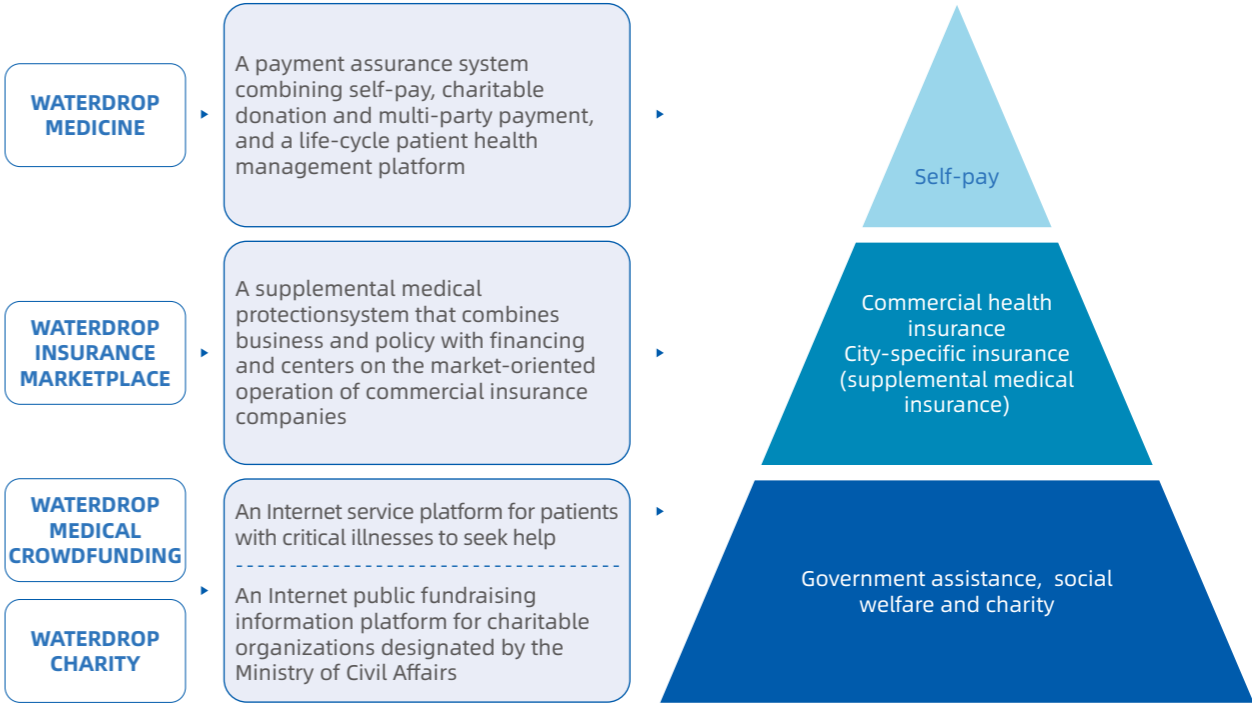 WATERDROP
MEDICINE
A payment assurance system
combining self-pay, charitable
donation and multi-party payment,
and a life-cycle patient health
management platform
Self-pay
WATERDROP
INSURANCE
MARKETPLACE
A supplemental medical
protectionsystem that combines
business and policy with financing
and centers on the market-oriented
operation of commercial insurance
companies
Commercial health
insurance
City-specific insurance
(supplemental medical
insurance)
WATERDROP
MEDICAL
CROWDFUNDING
An Internet service platform for patients
with critical illnesses to seek help
WATERDROP
CHARITY
An Internet public fundraising
information platform for charitable
organizations designated by the
Ministry of Civil Affairs
Government assistance, social
welfare and charity